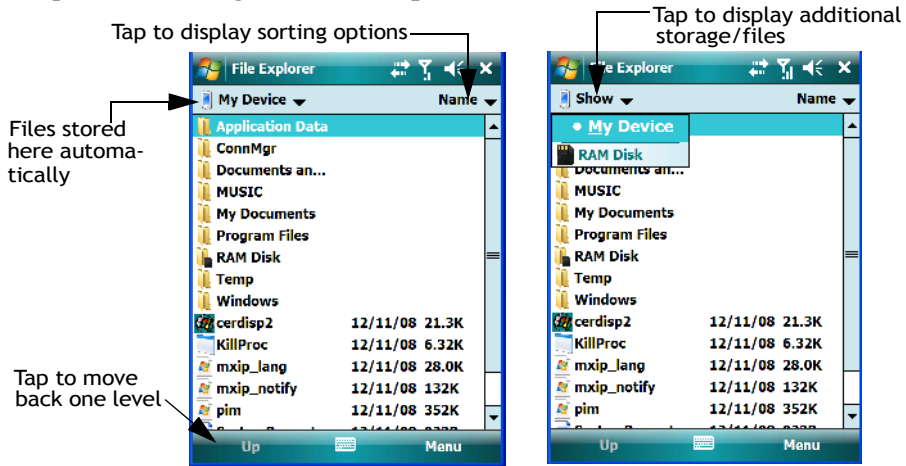 Tap to display sorting options
Tap to display additional
storage/files
Files stored
here automa-
tically
Tap to move
back one level
File Explorer
My Device Name
Application Data
ConnMgr
Documents an...
MUSIC
My Documents
Program Files
RAM Disk
Temp
Windows
cerdisp2 12/11/08 21.3K
KillProc 12/11/08 6.32K
mxip_lang 12/11/08 28.0K
mxip_notify 12/11/08 132K
pim 12/11/08 352K
Up Menu
File Explorer
Show Name
My Device
RAM Disk
Documents an...
MUSIC
My Documents
Program Files
RAM Disk
Temp
Windows
cerdisp2 12/11/08 21.3K
KillProc 12/11/08 6.32K
mxip_lang 12/11/08 28.0K
mxip_notify 12/11/08 132K
pim 12/11/08 352K
Up Menu